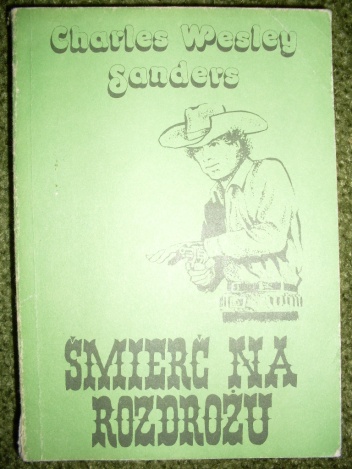 Charles Wesley
Sanders
ŚMIERĆ NA
ROZDROŻU